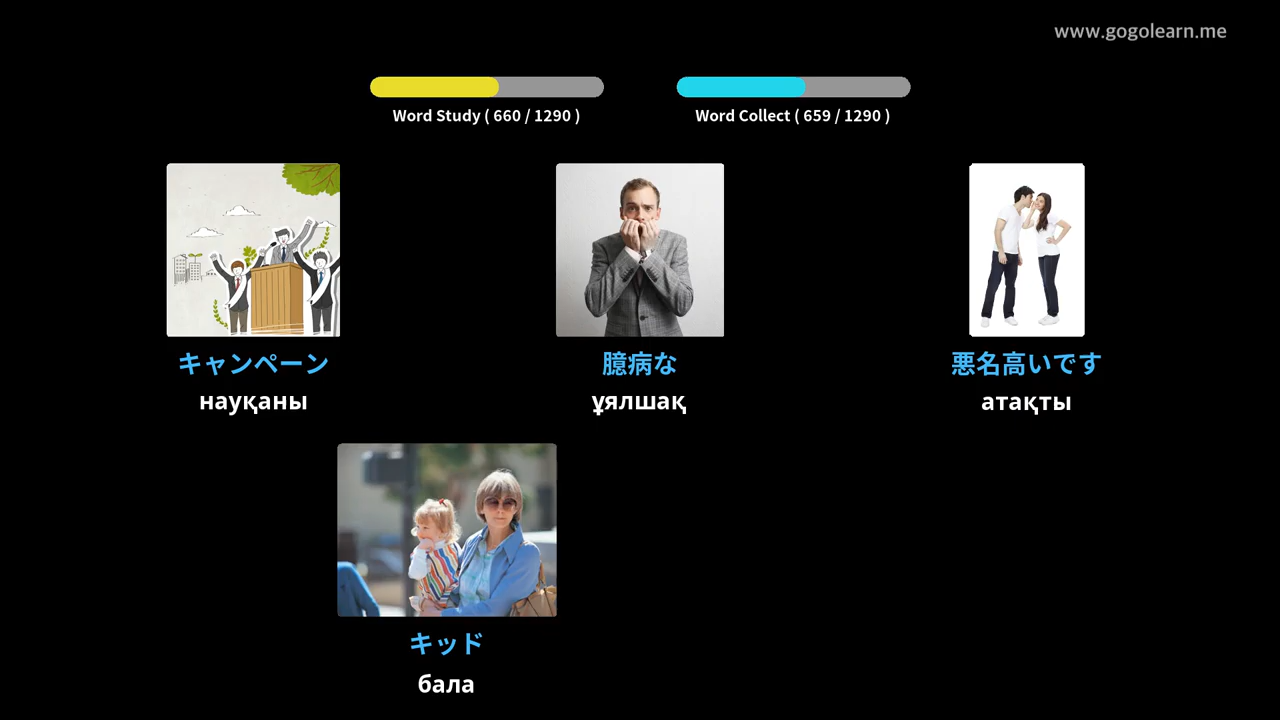 www.gogolearn.me
Word Study ( 660 / 1290 )
Word Collect ( 659 / 1290 )
キャンペーン
臆病な
悪名高いです
науқаны
ұялшақ
атақты
キッド
бала